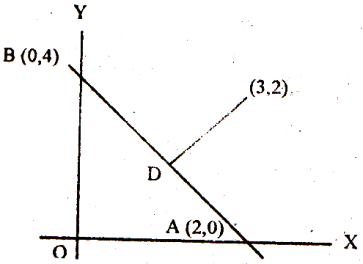 Y
B (0,4)
(3,2)
D
A (2,0)
X
O